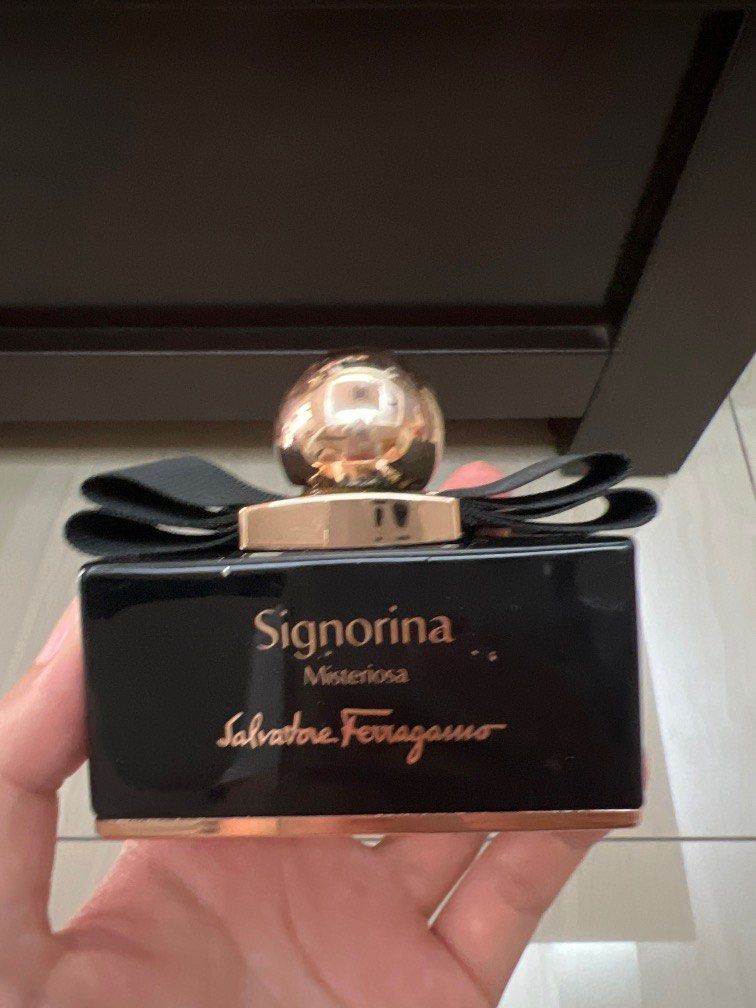 Signorina
Misteriosa
Salvatore Ferragamo